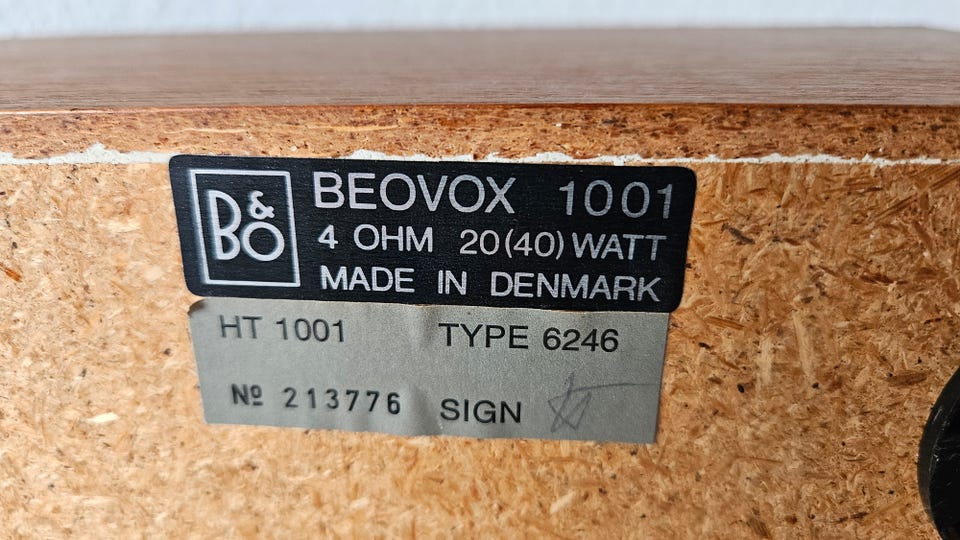 B&O
BEOVOX 1001
4 OHM 20(40) WATT
MADE IN DENMARK
HT 1001 TYPE 6246
Nº 213776 SIGN